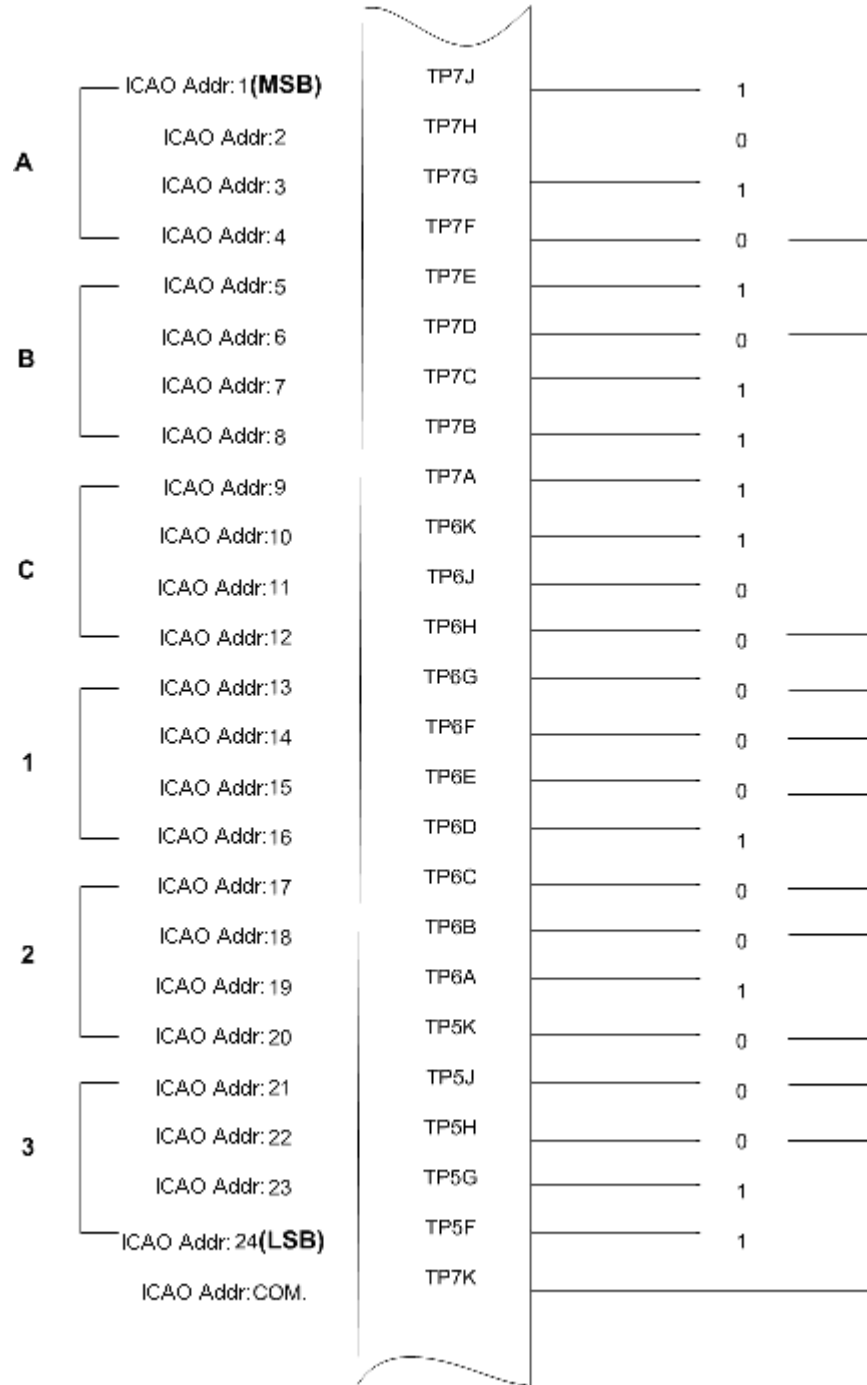 ICAO Addr:1(MSB) TP7J 1
ICAO Addr:2 TP7H 0
A
ICAO Addr:3 TP7G 1
ICAO Addr:4 TP7F 0
ICAO Addr:5 TP7E 1
ICAO Addr:6 TP7D 0
B
ICAO Addr:7 TP7C 1
ICAO Addr:8 TP7B 1
ICAO Addr:9 TP7A 1
ICAO Addr:10 TP6K 1
C
ICAO Addr:11 TP6J 0
ICAO Addr:12 TP6H 0
ICAO Addr:13 TP6G 0
ICAO Addr:14 TP6F 0
1
ICAO Addr:15 TP6E 0
ICAO Addr:16 TP6D 1
ICAO Addr:17 TP6C 0
ICAO Addr:18 TP6B 0
2
ICAO Addr:19 TP6A 1
ICAO Addr:20 TP5K 0
ICAO Addr:21 TP5J 0
ICAO Addr:22 TP5H 0
3
ICAO Addr:23 TP5G 1
ICAO Addr:24(LSB) TP5F 1
ICAO Addr:COM. TP7K